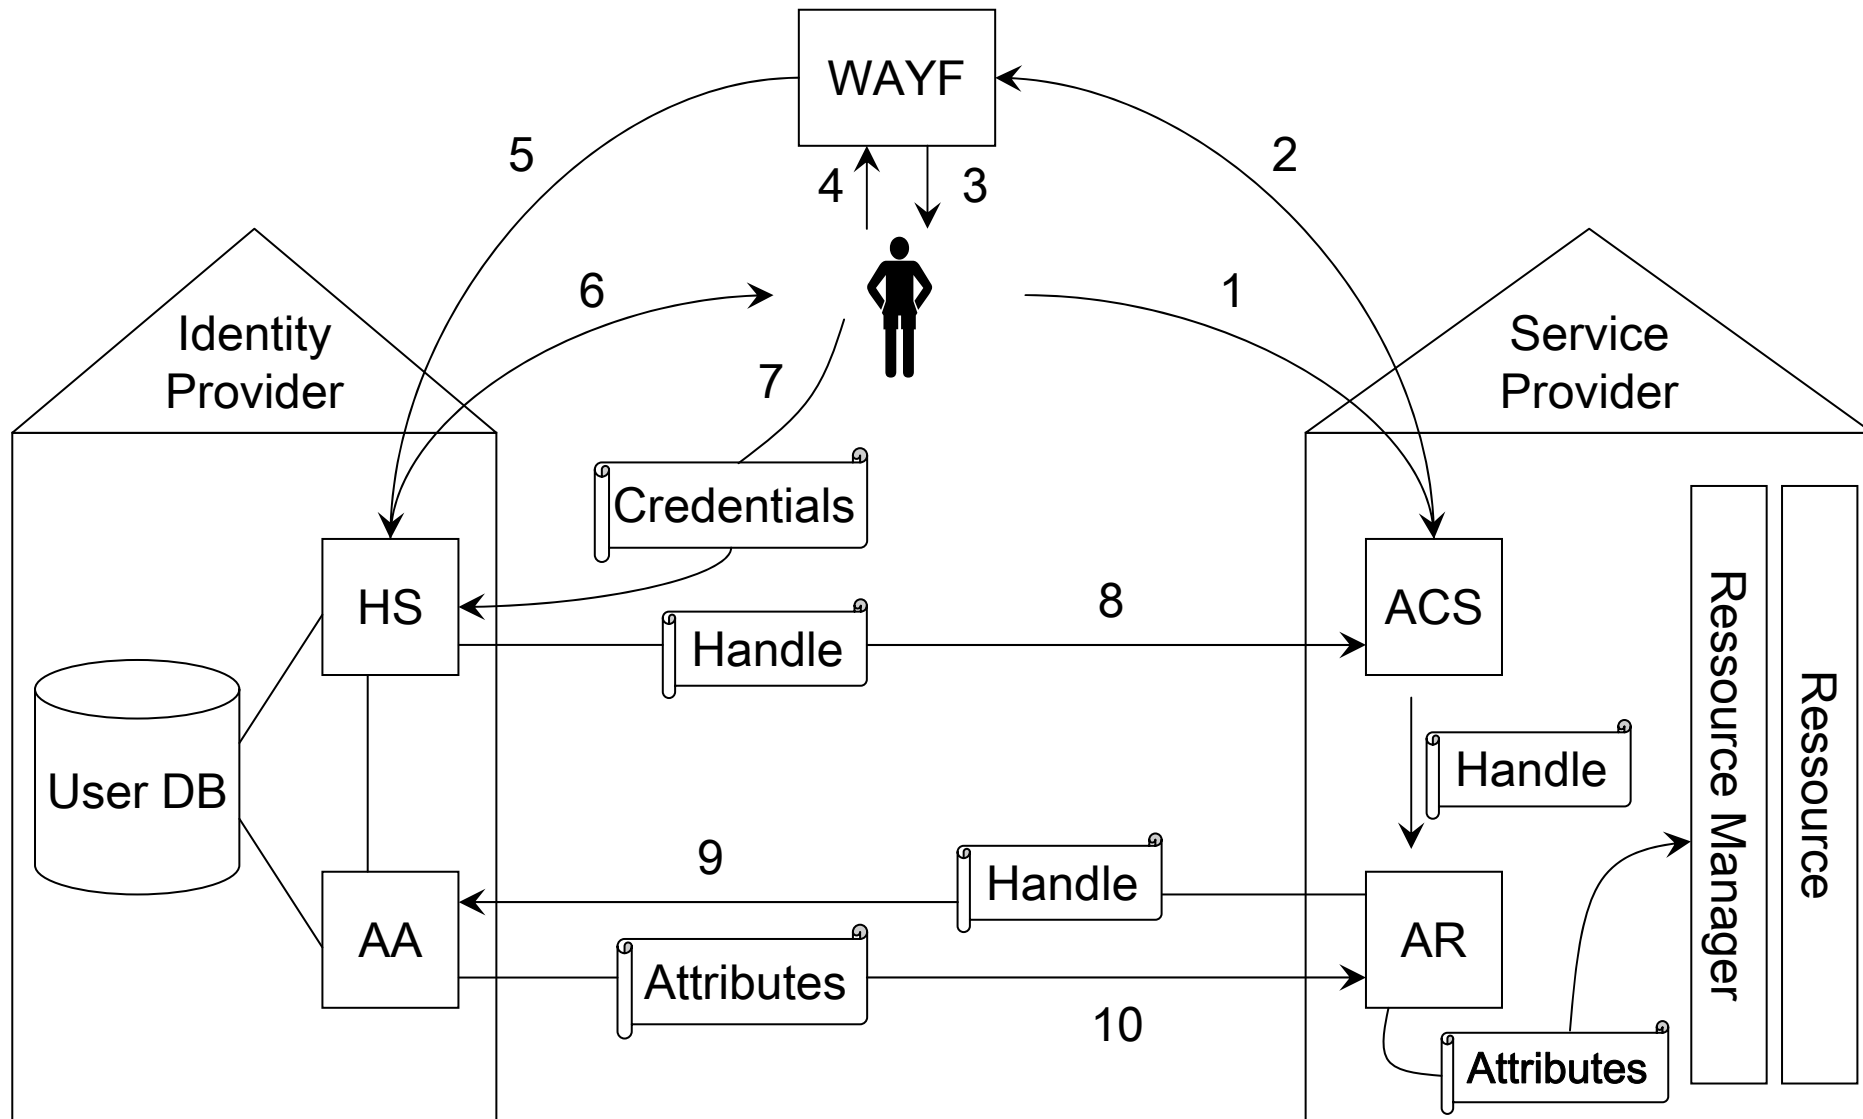 WAYF
5
2
4
3
6
1
Identity
Provider
Service
Provider
7
Credentials
HS
8
ACS
Handle
Ressource Manager
Ressource
User DB
Handle
9
Handle
AA
AR
Attributes
10
Attributes